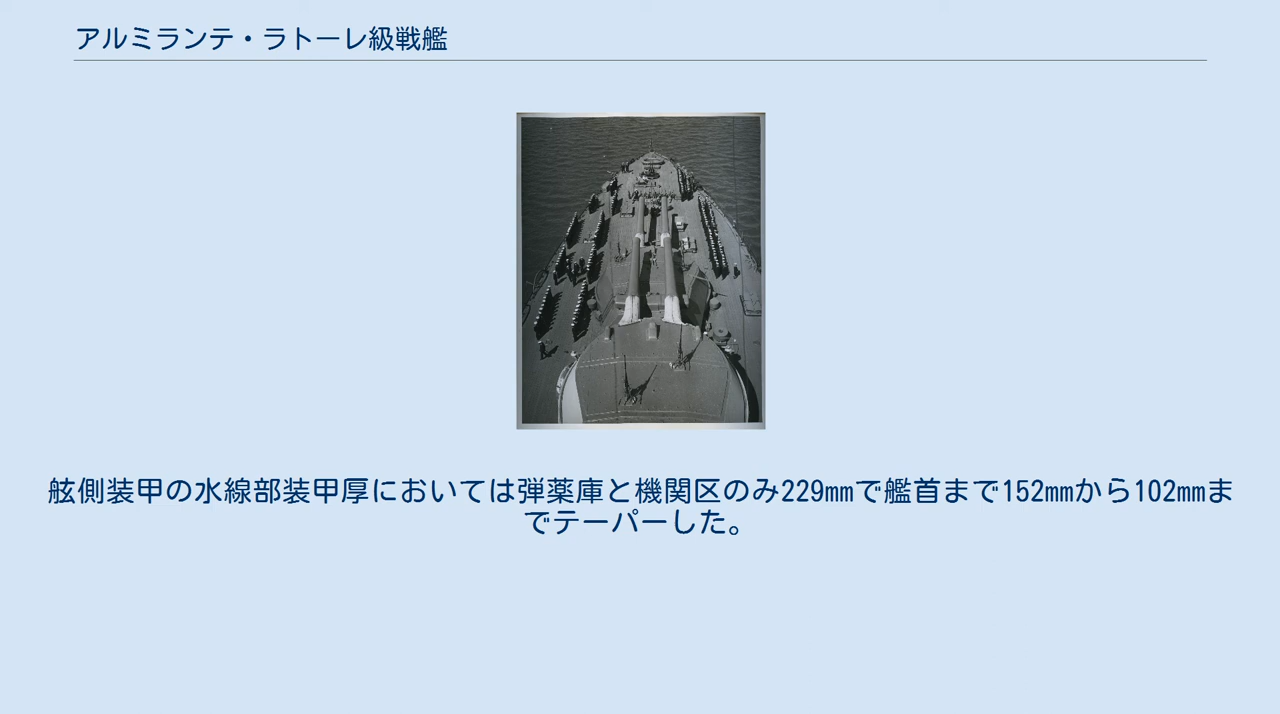 アルミランテ・ラトーレ級戦艦
舷側装甲の水線部装甲厚においては弾薬庫と機関区のみ229㎜で艦首まで152㎜から102㎜ま
でテーパーした。